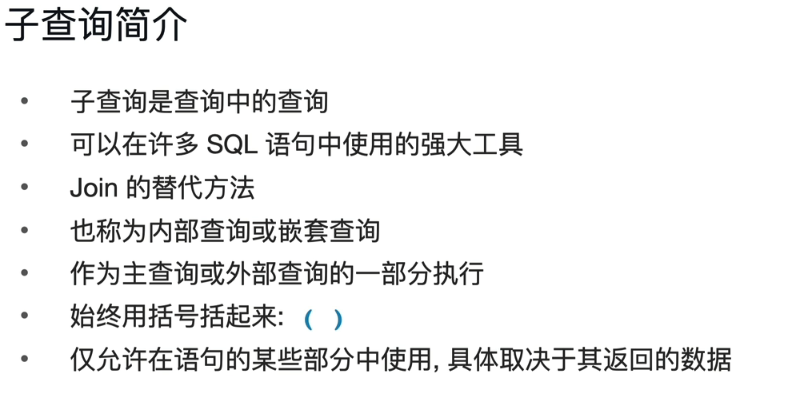 子查询简介
• 子查询是查询中的查询
• 可以在许多 SQL 语句中使用的强大工具
• Join 的替代方法
• 也称为内部查询或嵌套查询
• 作为主查询或外部查询的一部分执行
• 始终用括号括起来: ( )
• 仅允许在语句的某些部分中使用, 具体取决于其返回的数据